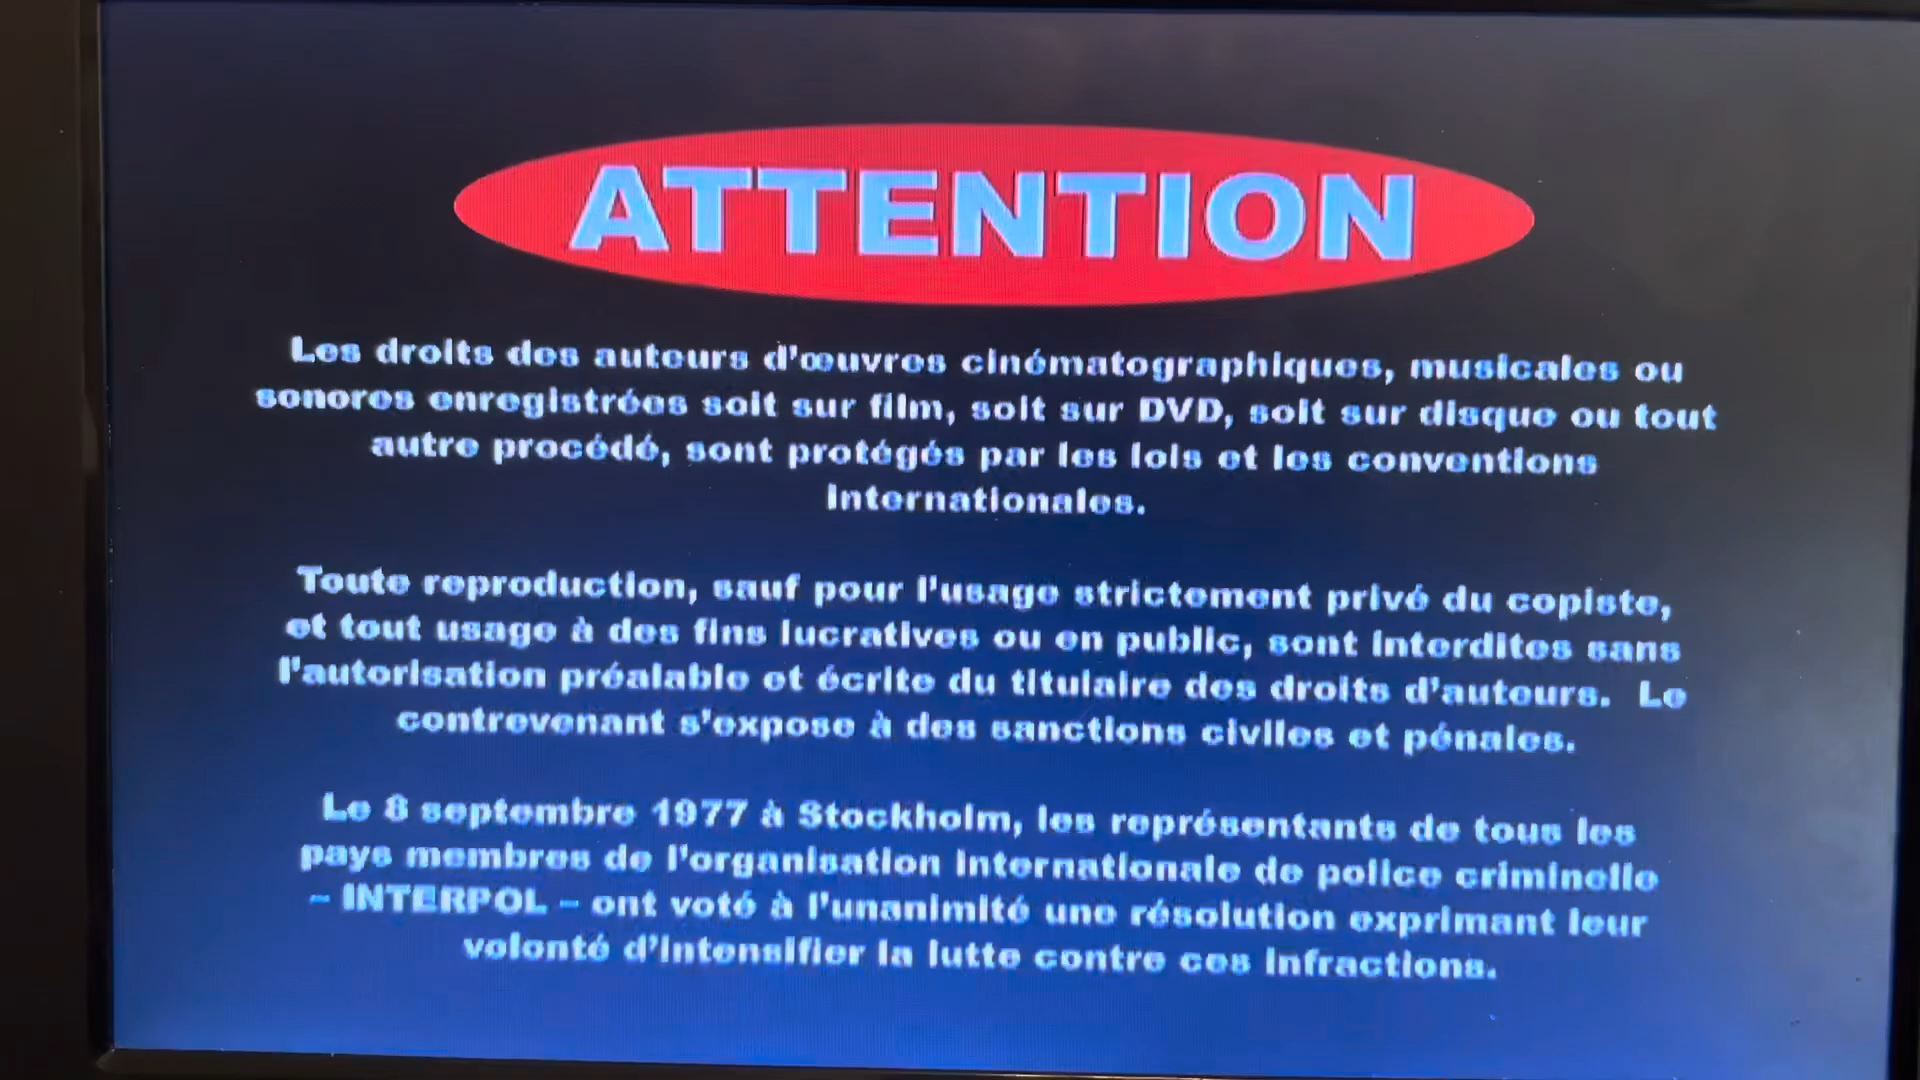 ATTENTION
Les droits des auteurs d'œuvres cinématographiques, musicales ou
sonores enregistrées soit sur film, soit sur DVD, soit sur disque ou tout
autre procédé, sont protégés par les lois et les conventions
internationales.
Toute reproduction, sauf pour l'usage strictement privé du copiste,
et tout usage à des fins lucratives ou en public, sont interdites sans
l'autorisation préalable et écrite du titulaire des droits d'auteurs. Le
contrevenant s'expose à des sanctions civiles et pénales.
Le 8 septembre 1977 à Stockholm, les représentants de tous les
pays membres de l'organisation internationale de police criminelle
– INTERPOL – ont voté à l'unanimité une résolution exprimant leur
volonté d'intensifier la lutte contre ces infractions.